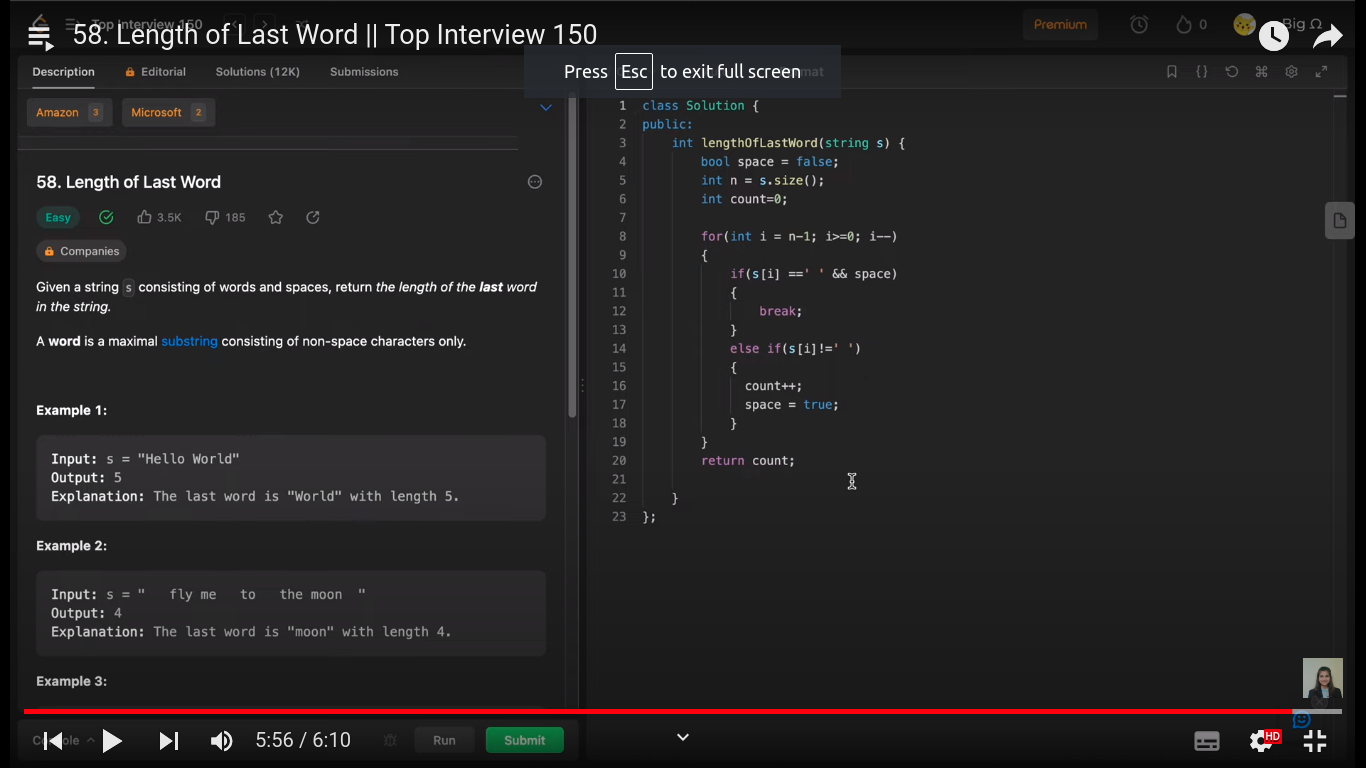 Top Interview 150
58. Length of Last Word || Top Interview 150
Premium
0
Big Ω
Press Esc to exit full screen
Description
Editorial
Solutions (12K)
Submissions
Amazon 3
Microsoft 2
58. Length of Last Word
Easy
3.5K
185
Companies
Given a string s consisting of words and spaces, return the length of the last word
in the string.
A word is a maximal substring consisting of non-space characters only.
Example 1:
Input: s = "Hello World"
Output: 5
Explanation: The last word is "World" with length 5.
Example 2:
Input: s = "   fly me   to   the moon  "
Output: 4
Explanation: The last word is "moon" with length 4.
Example 3:
1 class Solution {
2 public:
3 int lengthOfLastWord(string s) {
4 bool space = false;
5 int n = s.size();
6 int count=0;
7
8 for(int i = n-1; i>=0; i--)
9 {
10 if(s[i] ==' ' && space)
11 {
12 break;
13 }
14 else if(s[i]!=' ')
15 {
16 count++;
17 space = true;
18 }
19 }
20 return count;
21
22 }
23 };
5:56 / 6:10
Run
Submit
HD